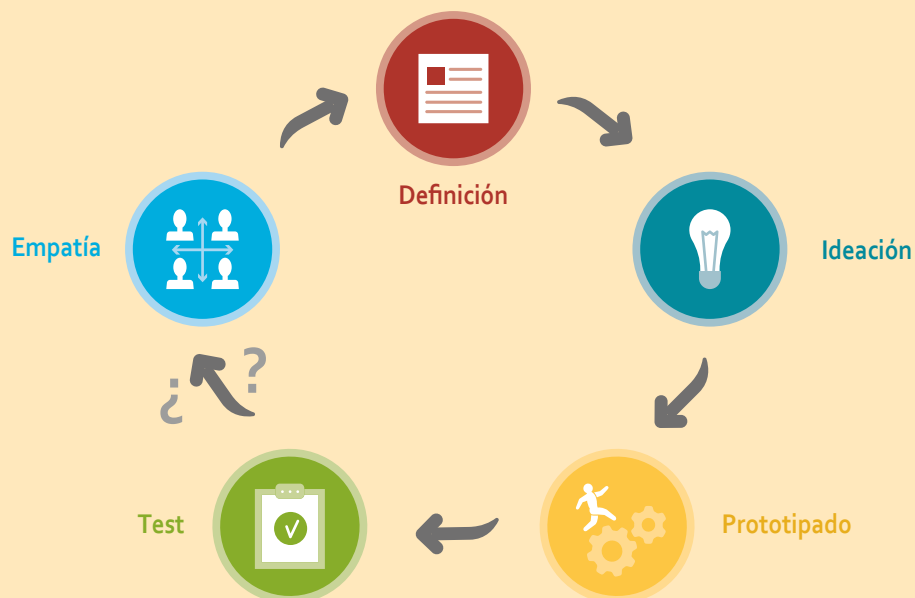 Definición
Empatía
Ideación
¿ ?
Test
Prototipado